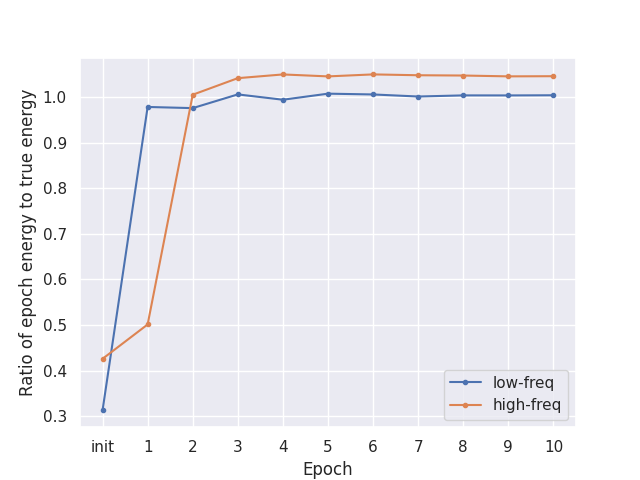 Ratio of epoch energy to true energy
1.0
0.9
0.8
0.7
0.6
0.5
0.4
0.3
low-freq
high-freq
init 1 2 3 4 5 6 7 8 9 10
Epoch